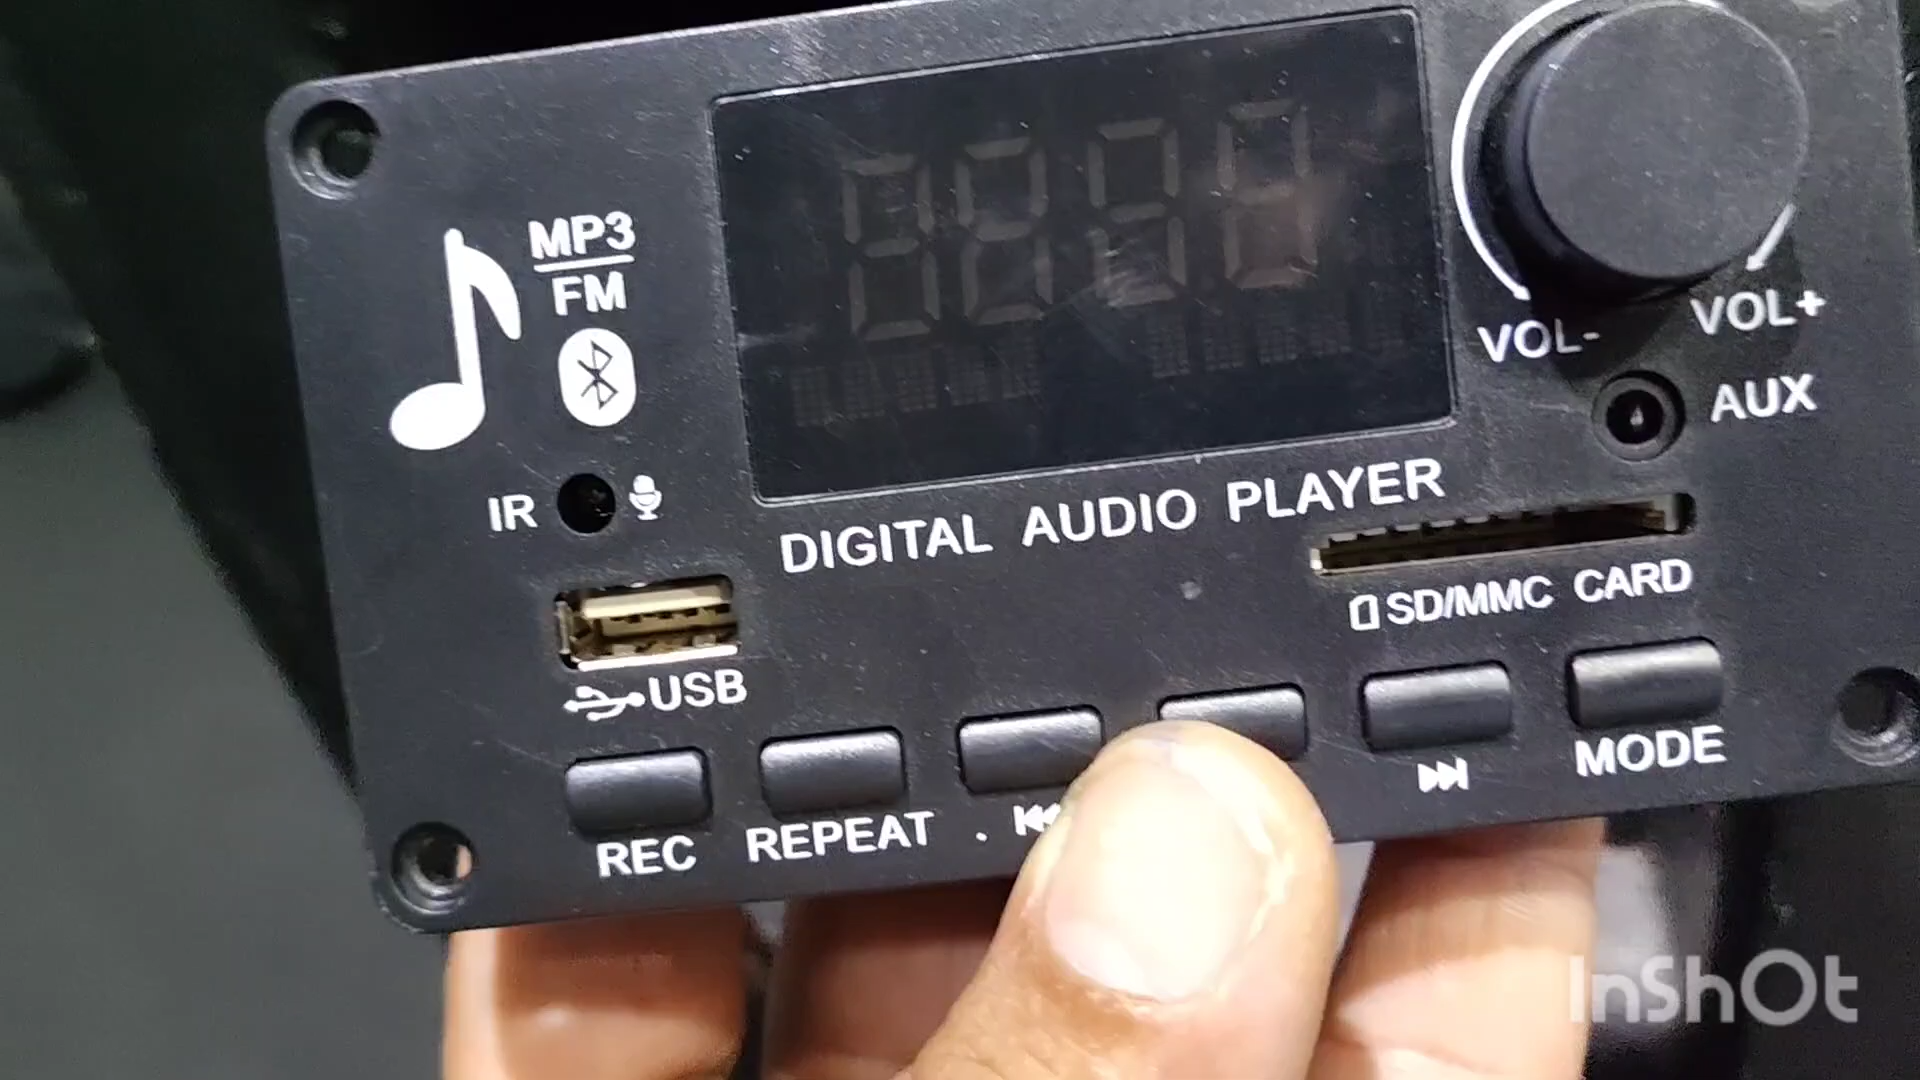 MP3
FM
VOL- VOL+
AUX
IR
DIGITAL AUDIO PLAYER
SD/MMC CARD
USB
MODE
REC REPEAT
InShOt